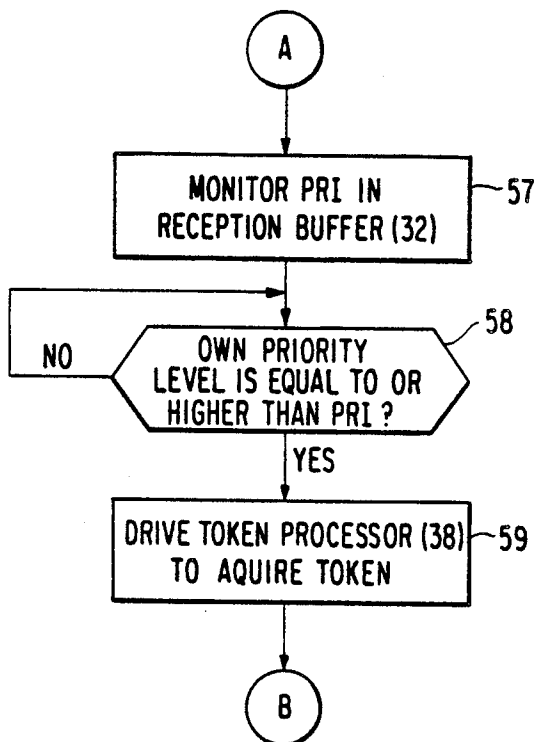 A
MONITOR PRI IN
RECEPTION BUFFER (32)
57
58
OWN PRIORITY
LEVEL IS EQUAL TO OR
HIGHER THAN PRI ?
NO
YES
DRIVE TOKEN PROCESSOR (38)
TO AQUIRE TOKEN
59
B